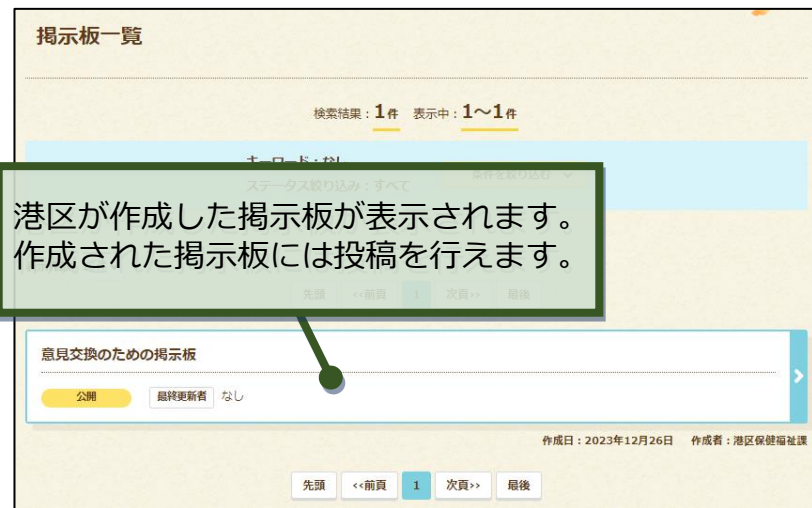 掲示板一覧
検索結果：1件 表示中：1～1件
キーワード：なし
ステータス絞り込み：すべて 条件を絞り込む
港区が作成した掲示板が表示されます。
作成された掲示板には投稿を行えます。
先頭 <<前頁 1 次頁>> 最後
意見交換のための掲示板
公開 最終更新者 なし
作成日：2023年12月26日 作成者：港区保健福祉課
先頭 <<前頁 1 次頁>> 最後